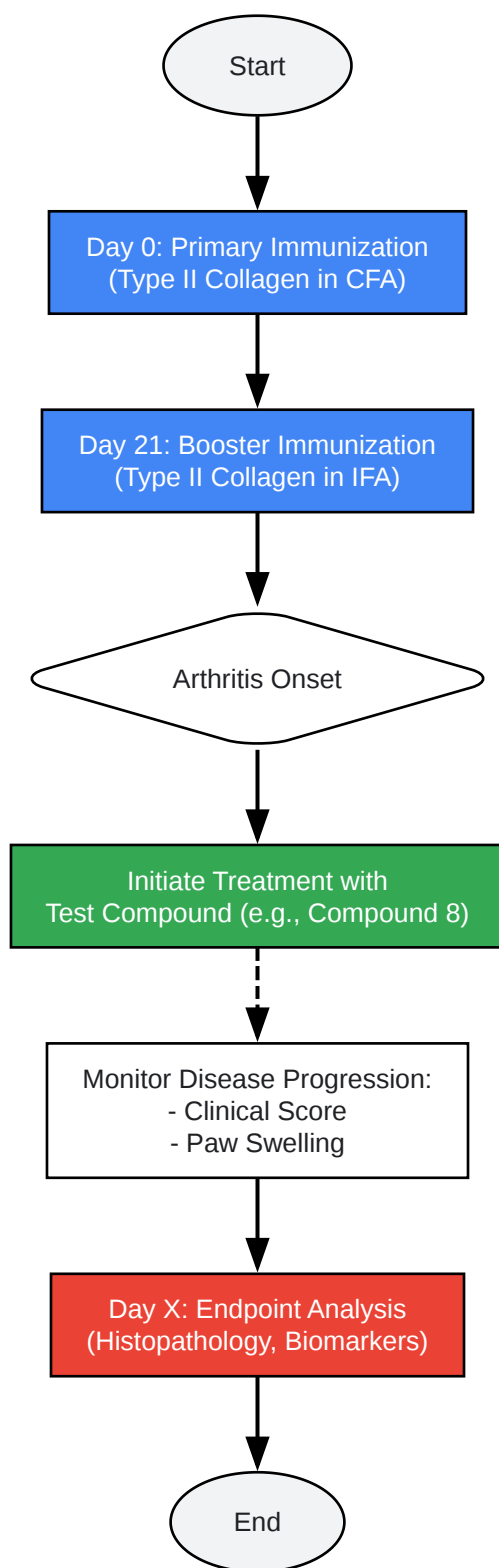 Start
Day 0: Primary Immunization
(Type II Collagen in CFA)
Day 21: Booster Immunization
(Type II Collagen in IFA)
Arthritis Onset
Initiate Treatment with
Test Compound (e.g., Compound 8)
Monitor Disease Progression:
- Clinical Score
- Paw Swelling
Day X: Endpoint Analysis
(Histopathology, Biomarkers)
End